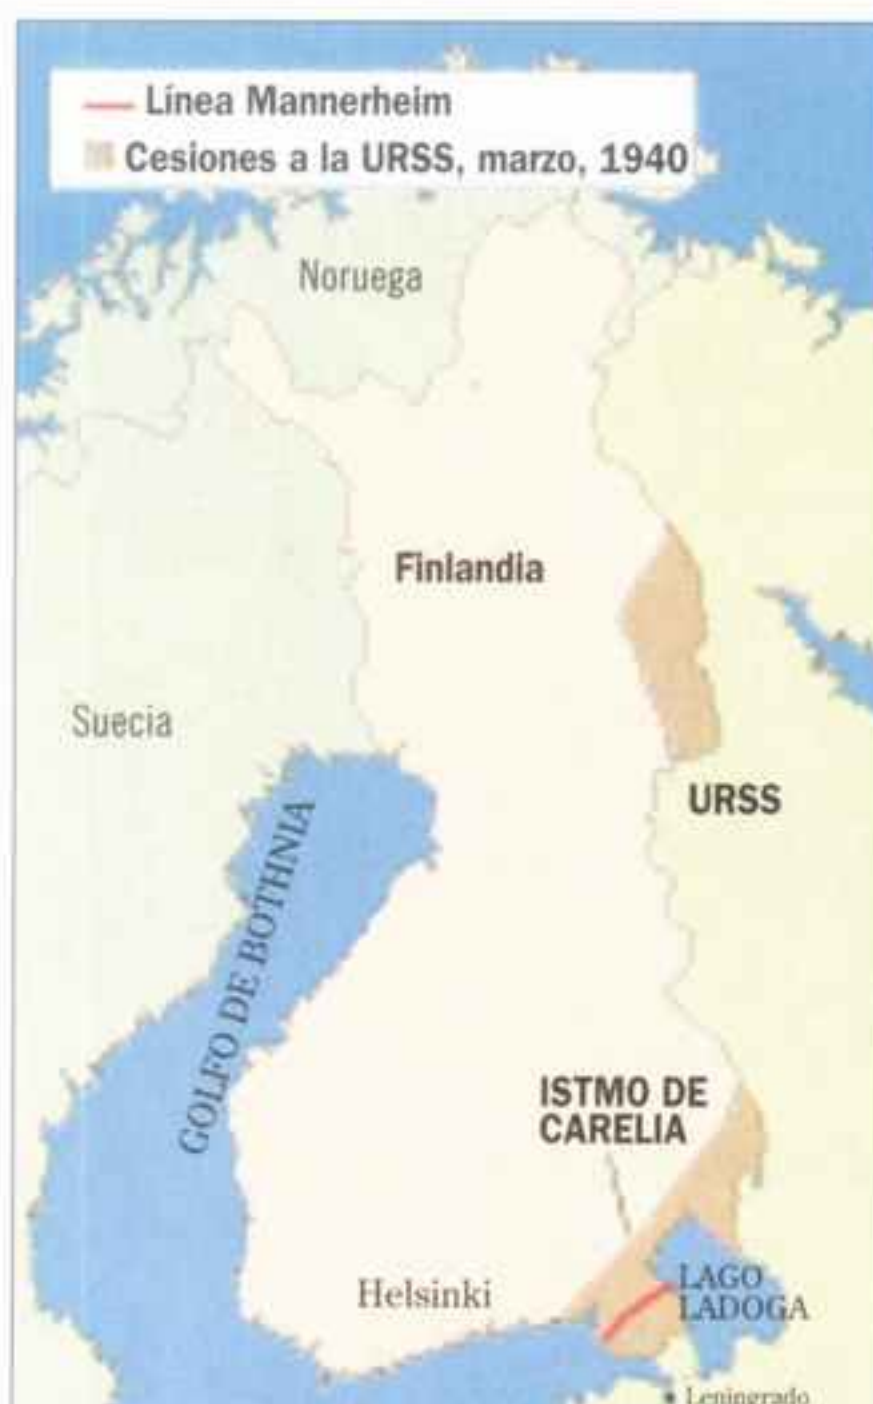 Línea Mannerheim
Cesiones a la URSS, marzo, 1940
Noruega
Finlandia
Suecia
URSS
GOLFO DE BOTHNIA
ISTMO DE
CARELIA
Helsinki
LAGO
LADOGA
Leningrado